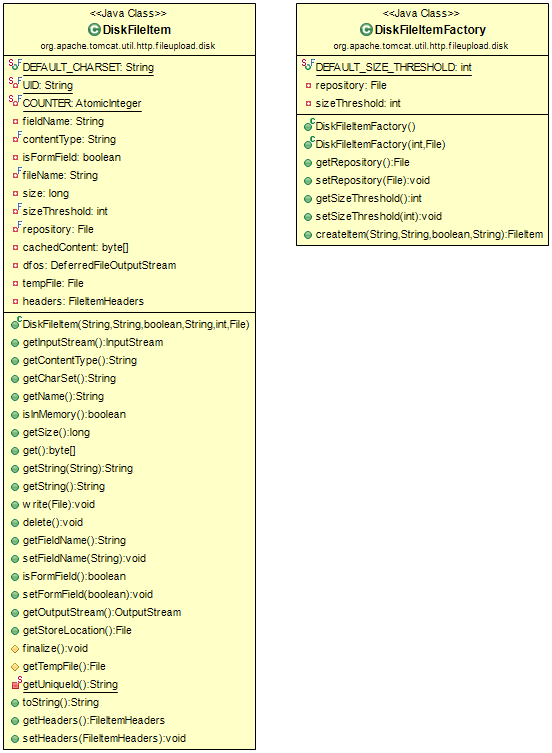 <<Java Class>>
DiskFileItem
org.apache.tomcat.util.http.fileupload.disk
DEFAULT_CHARSET: String
UID: String
COUNTER: AtomicInteger
fieldName: String
contentType: String
isFormField: boolean
fileName: String
size: long
sizeThreshold: int
repository: File
cachedContent: byte[]
dfos: DeferredFileOutputStream
tempFile: File
headers: FileItemHeaders
DiskFileItem(String,String,boolean,String,int,File)
getInputStream():InputStream
getContentType():String
getCharSet():String
getName():String
isInMemory():boolean
getSize():long
get():byte[]
getString(String):String
getString():String
write(File):void
delete():void
getFieldName():String
setFieldName(String):void
isFormField():boolean
setFormField(boolean):void
getOutputStream():OutputStream
getStoreLocation():File
finalize():void
getTempFile():File
getUniqueId():String
toString():String
getHeaders():FileItemHeaders
setHeaders(FileItemHeaders):void
<<Java Class>>
DiskFileItemFactory
org.apache.tomcat.util.http.fileupload.disk
DEFAULT_SIZE_THRESHOLD: int
repository: File
sizeThreshold: int
DiskFileItemFactory()
DiskFileItemFactory(int,File)
getRepository():File
setRepository(File):void
getSizeThreshold():int
setSizeThreshold(int):void
createItem(String,String,boolean,String):FileItem